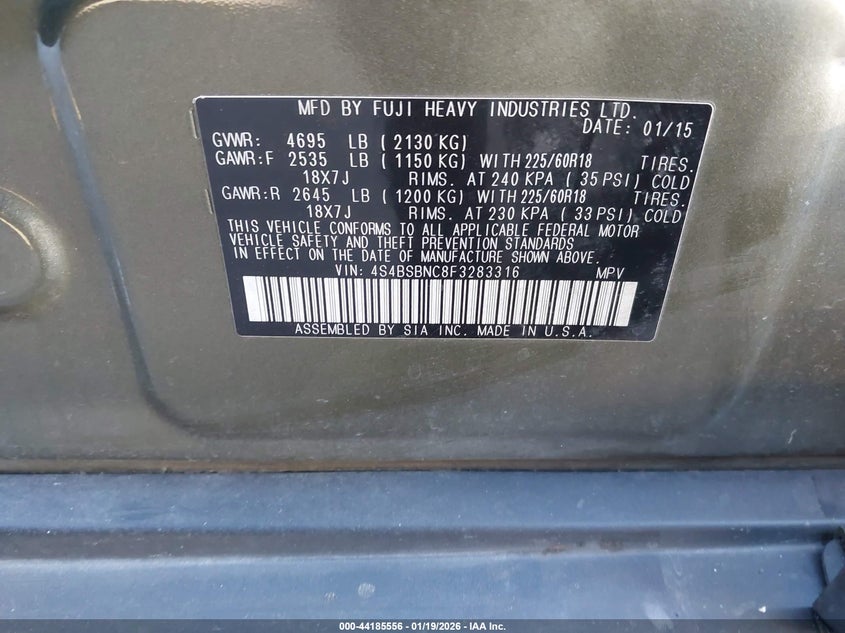 MFD BY FUJI HEAVY INDUSTRIES LTD.
DATE: 01/15
GVWR: 4695 LB ( 2130 KG)
GAWR:F 2535 LB ( 1150 KG) WITH 225/60R18 TIRES.
18X7J RIMS. AT 240 KPA ( 35 PSI) COLD
GAWR:R 2645 LB ( 1200 KG) WITH 225/60R18 TIRES.
18X7J RIMS. AT 230 KPA ( 33 PSI) COLD
THIS VEHICLE CONFORMS TO ALL APPLICABLE FEDERAL MOTOR
VEHICLE SAFETY AND THEFT PREVENTION STANDARDS
IN EFFECT ON THE DATE OF MANUFACTURE SHOWN ABOVE.
VIN: 4S4BSBNC8F3283316 MPV
ASSEMBLED BY SIA INC. MADE IN U.S.A.
000-44185556 - 01/19/2026 - IAA Inc.